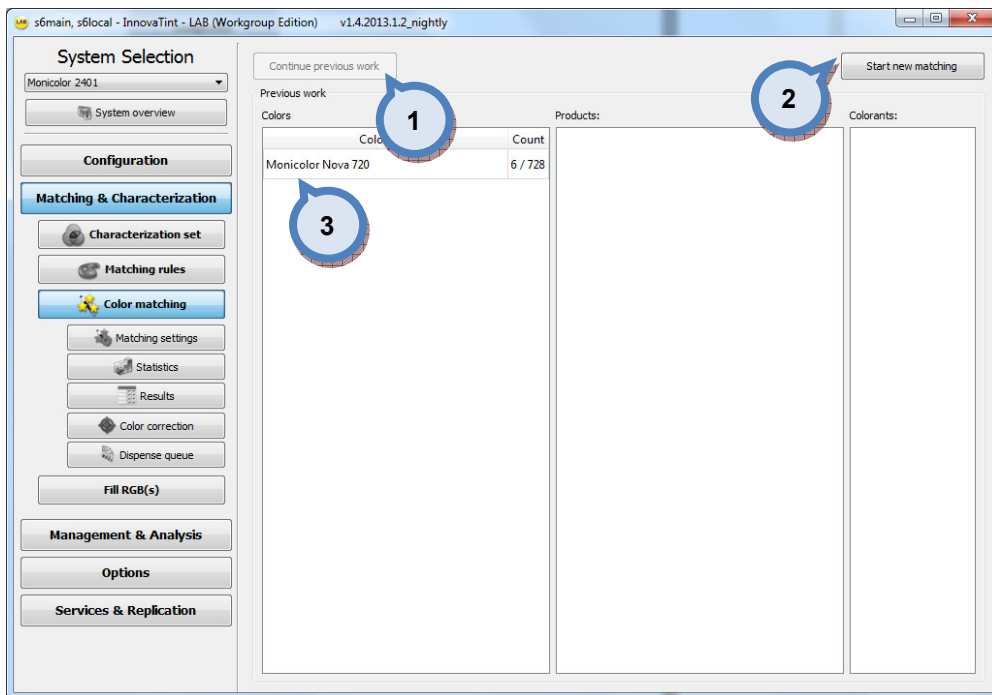 s6main, s6local - InnovaTint - LAB (Workgroup Edition) v1.4.2013.1.2_nightly
System Selection
Monicolor 2401
System overview
Configuration
Matching & Characterization
Characterization set
Matching rules
Color matching
Matching settings
Statistics
Results
Color correction
Dispense queue
Fill RGB(s)
Management & Analysis
Options
Services & Replication
Continue previous work
Start new matching
1
2
Previous work
Colors
Products:
Colorants:
Count
Monicolor Nova 720 6 / 728
3